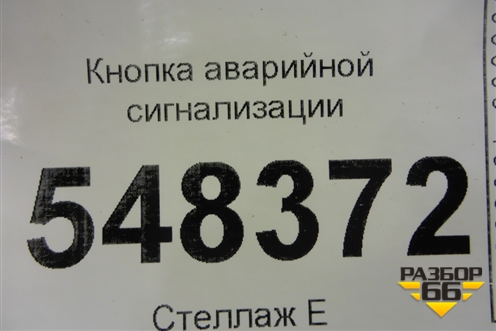 Кнопка аварийной
сигнализации
548372
Стеллаж Е
РАЗБОР
66